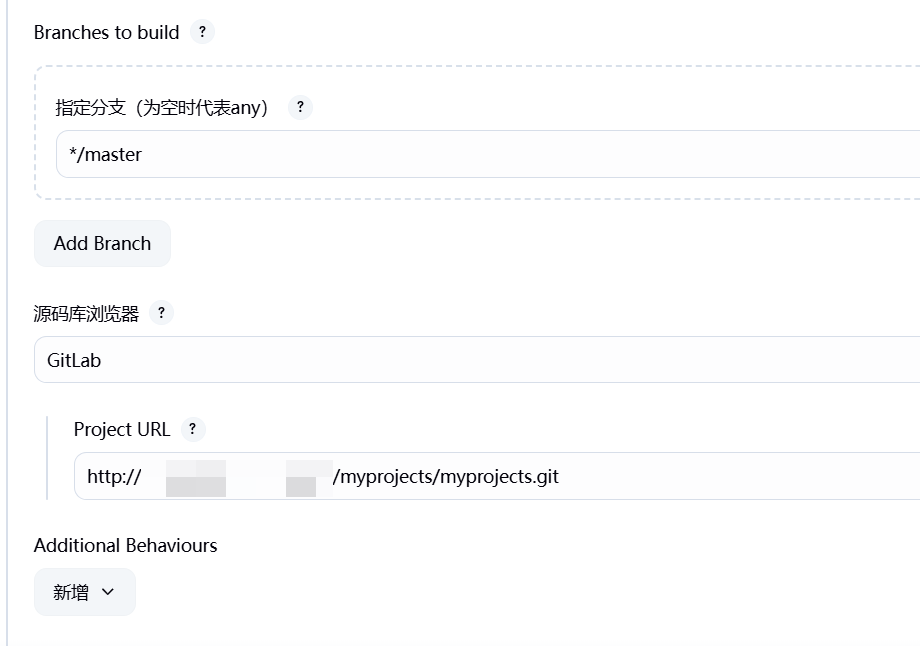 Branches to build ?
指定分支（为空时代表any） ?
*/master
Add Branch
源码库浏览器 ?
GitLab
Project URL ?
http:// /myprojects/myprojects.git
Additional Behaviours
新增